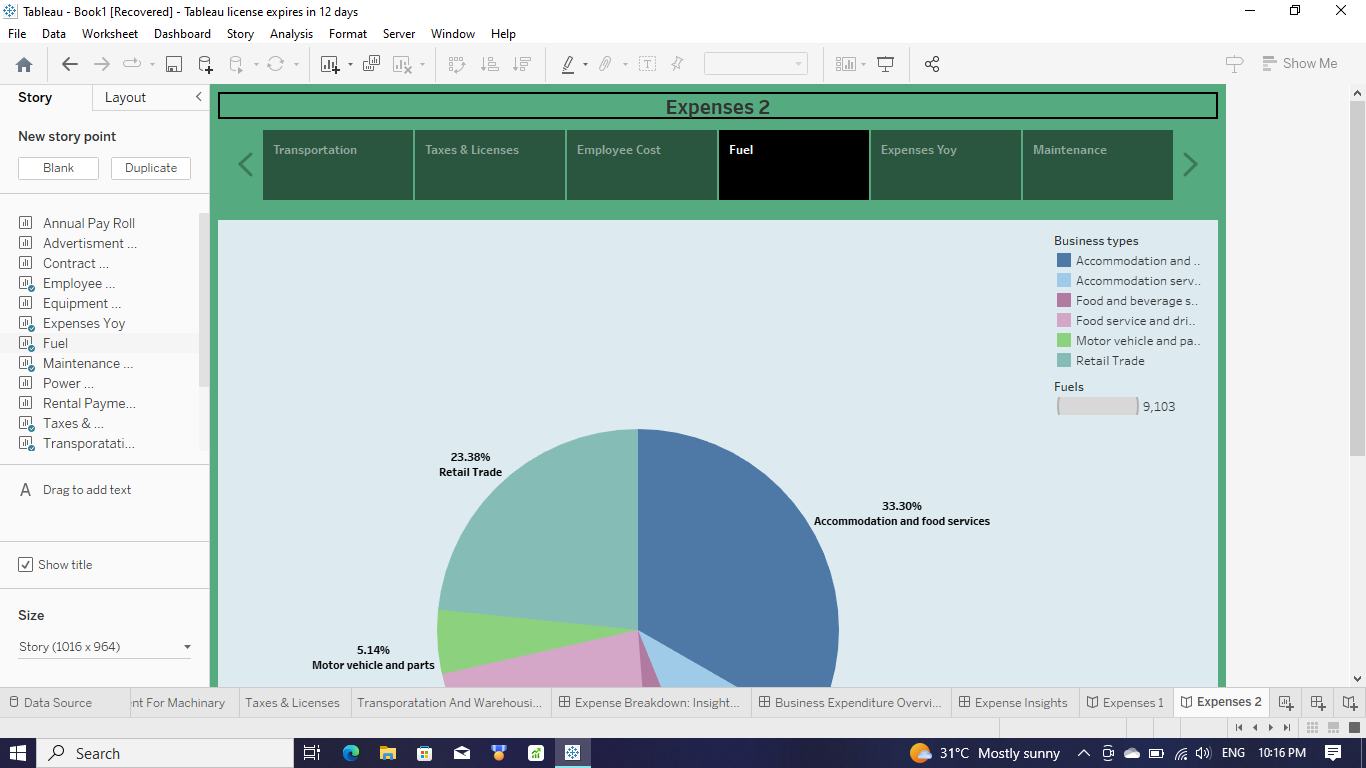 Tableau - Book1 [Recovered] - Tableau license expires in 12 days
File Data Worksheet Dashboard Story Analysis Format Server Window Help
Show Me
Story Layout
New story point
Blank Duplicate
Annual Pay Roll
Advertisment ...
Contract ...
Employee ...
Equipment ...
Expenses Yoy
Fuel
Maintenance ...
Power ...
Rental Payme...
Taxes & ...
Transporatati...
A Drag to add text
Show title
Size
Story (1016 x 964)
Expenses 2
Transportation Taxes & Licenses Employee Cost Fuel Expenses Yoy Maintenance
Business types
Accommodation and ..
Accommodation serv..
Food and beverage s..
Food service and dri..
Motor vehicle and pa..
Retail Trade
Fuels
9,103
23.38%
Retail Trade
33.30%
Accommodation and food services
5.14%
Motor vehicle and parts
Data Source nt For Machinary Taxes & Licenses Transporatation And Warehousi... Expense Breakdown: Insight... Business Expenditure Overvi... Expense Insights Expenses 1 Expenses 2
Search 31°C Mostly sunny ENG 10:16 PM